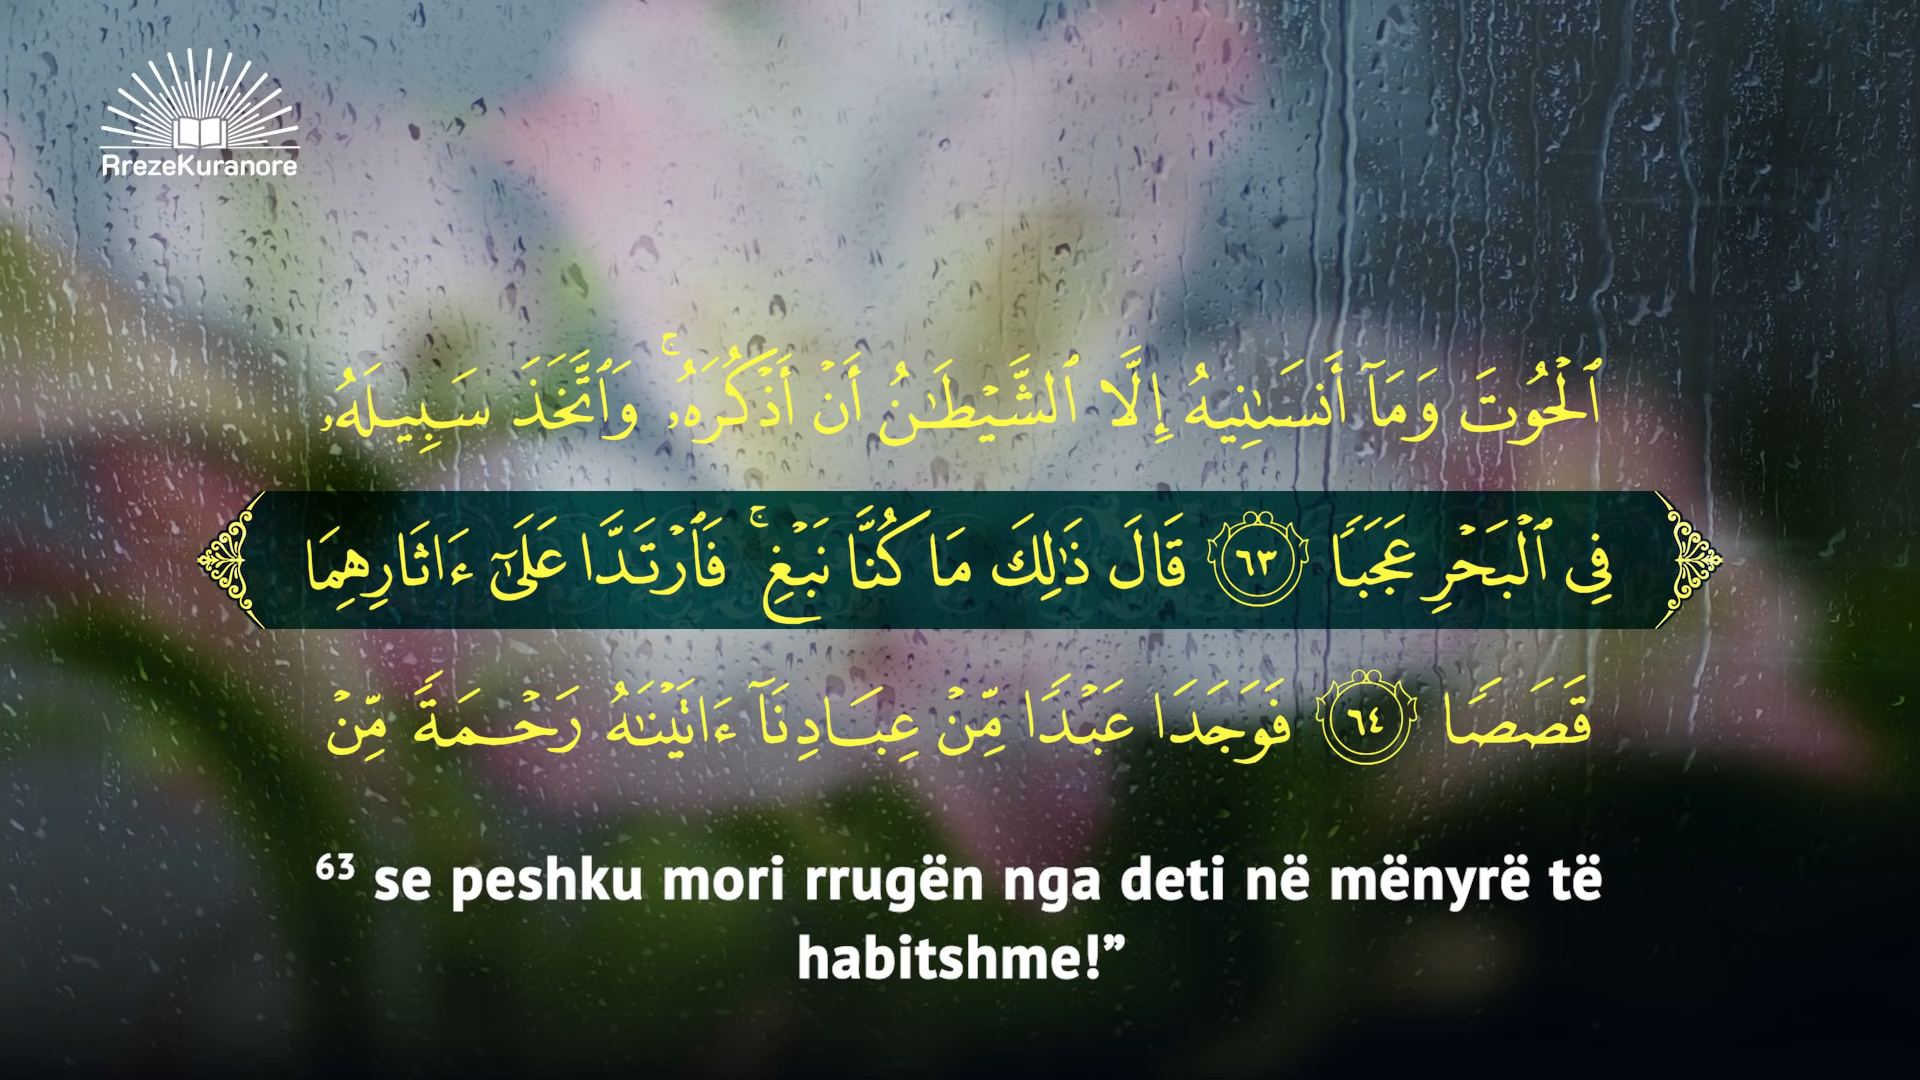 RrezeKuranore
ٱلْحُوتَ وَمَآ أَنسَىٰنِيهُ إِلَّا ٱلشَّيْطَٰنُ أَنْ أَذْكُرَهُۥ ۚ وَٱتَّخَذَ سَبِيلَهُۥ
فِى ٱلْبَحْرِ عَجَبًا ٦٣ قَالَ ذَٰلِكَ مَا كُنَّا نَبْغِ ۚ فَٱرْتَدَّا عَلَىٰٓ ءَاثَارِهِمَا
قَصَصًا ٦٤ فَوَجَدَا عَبْدًا مِّنْ عِبَادِنَآ ءَاتَيْنَٰهُ رَحْمَةً مِّنْ
63 se peshku mori rrugën nga deti në mënyrë të
habitshme!”